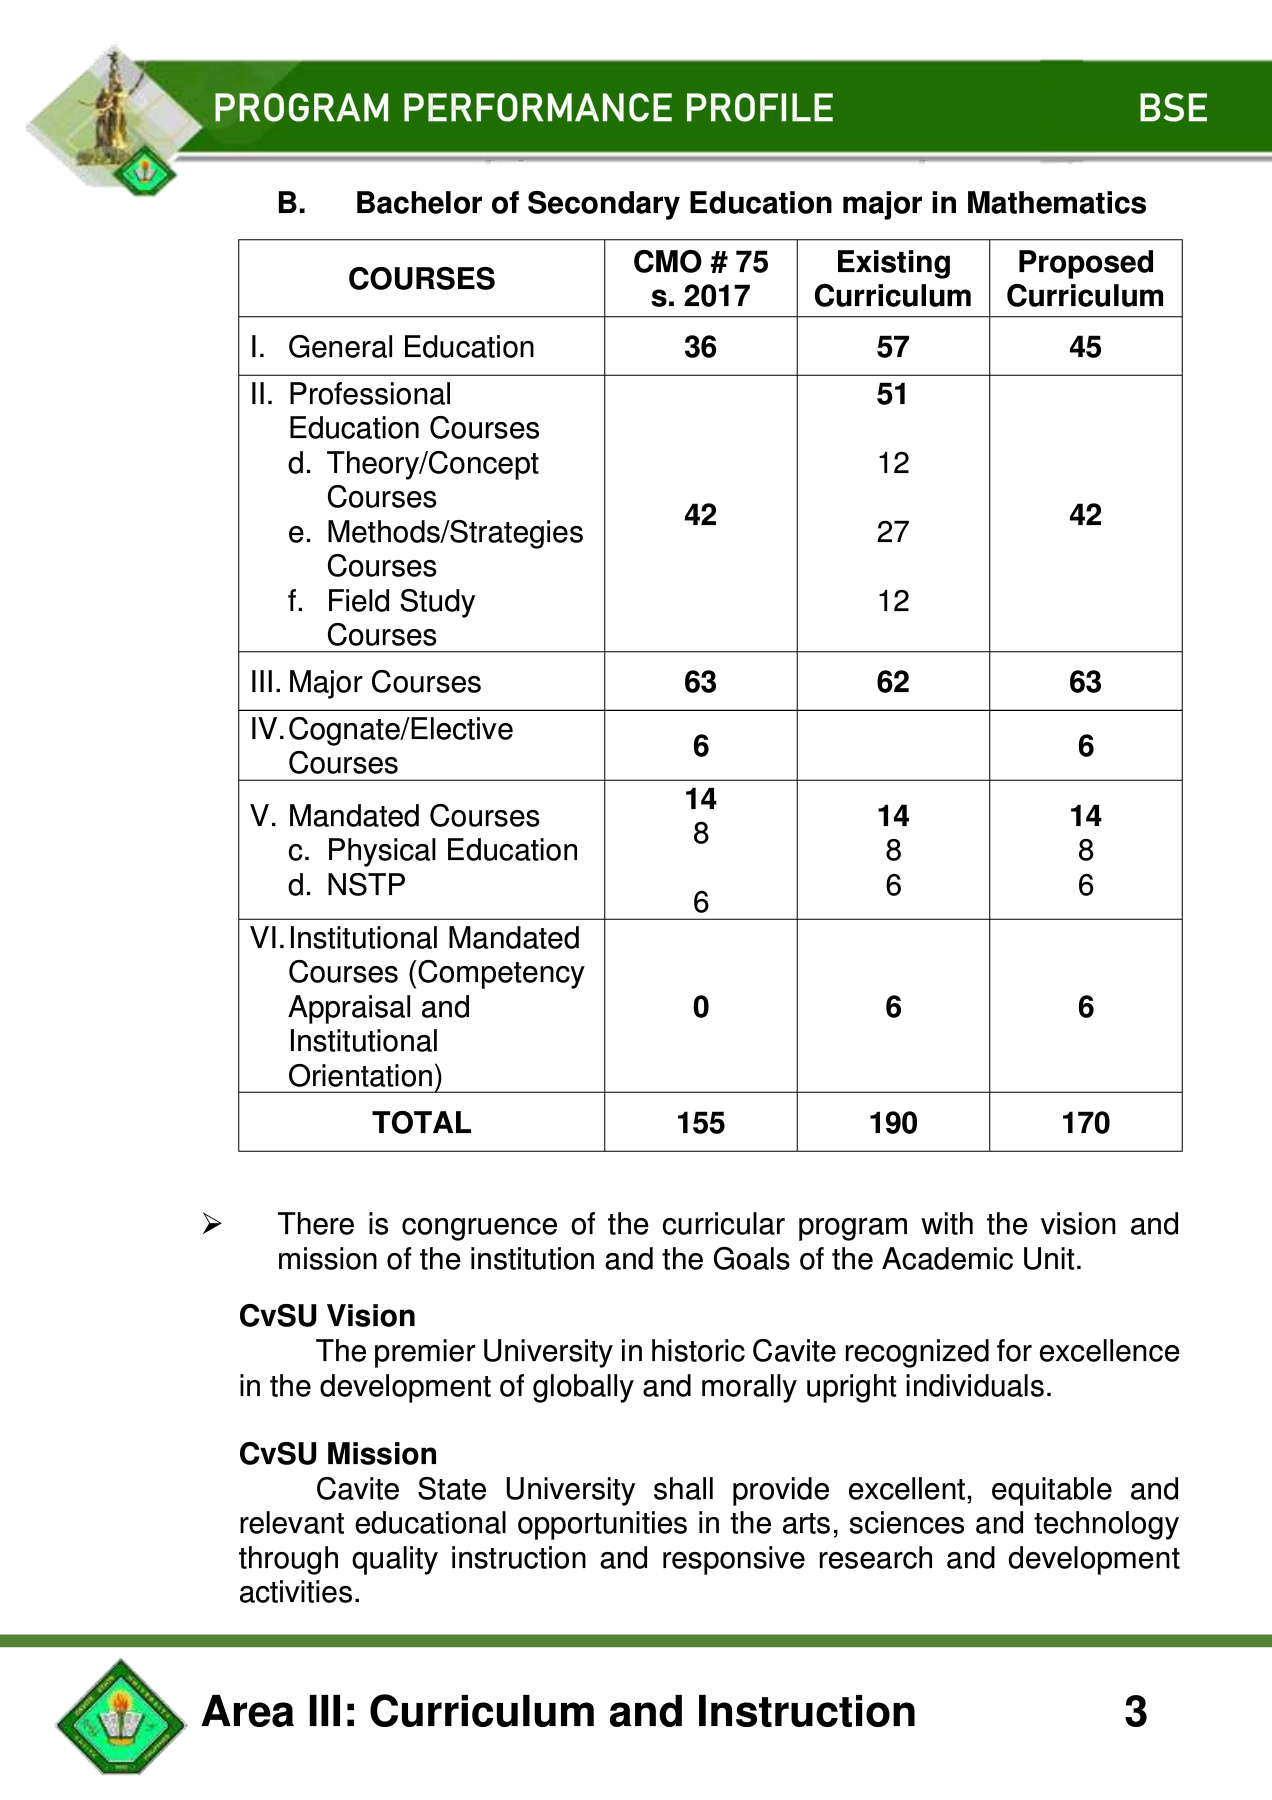 PROGRAM PERFORMANCE PROFILE BSE
B. Bachelor of Secondary Education major in Mathematics
COURSES
CMO # 75
s. 2017
Existing
Curriculum
Proposed
Curriculum
I. General Education 36 57 45
II. Professional
Education Courses
d. Theory/Concept
Courses
e. Methods/Strategies
Courses
f. Field Study
Courses
42
51
12
27
12
42
III. Major Courses 63 62 63
IV. Cognate/Elective
Courses
6
6
V. Mandated Courses
c. Physical Education
d. NSTP
14
8
6
14
8
6
14
8
6
VI. Institutional Mandated
Courses (Competency
Appraisal and
Institutional
Orientation)
0
6
6
TOTAL 155 190 170
➢ There is congruence of the curricular program with the vision and
mission of the institution and the Goals of the Academic Unit.
CvSU Vision
The premier University in historic Cavite recognized for excellence
in the development of globally and morally upright individuals.
CvSU Mission
Cavite State University shall provide excellent, equitable and
relevant educational opportunities in the arts, sciences and technology
through quality instruction and responsive research and development
activities.
Area III: Curriculum and Instruction 3